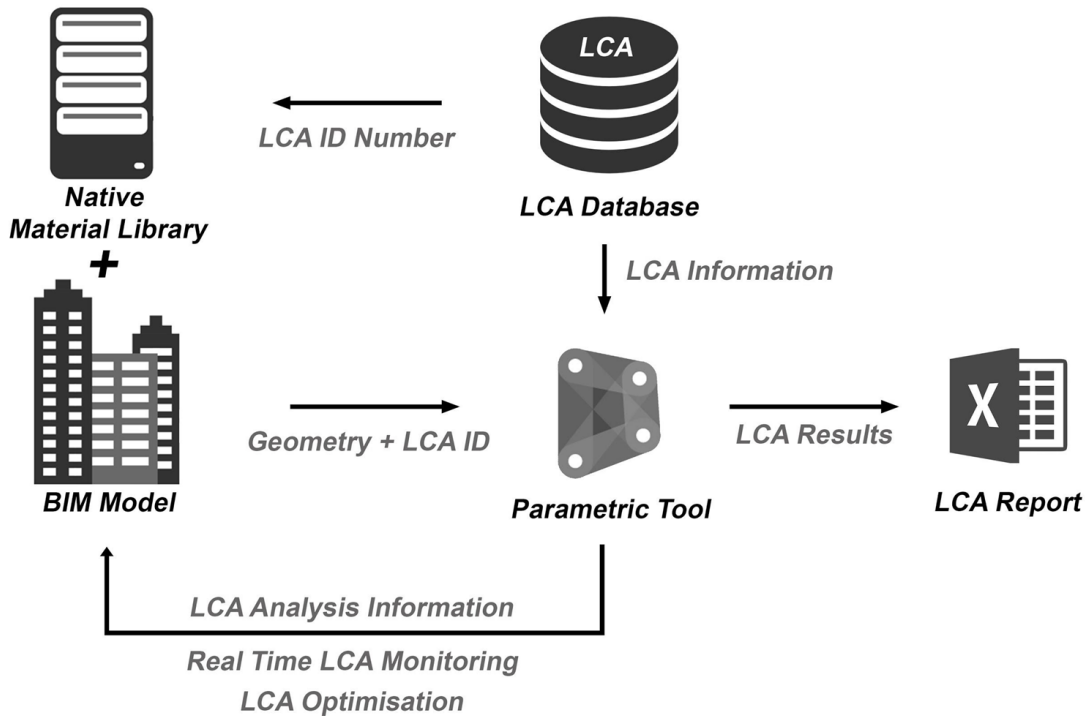 LCA
LCA ID Number
Native
Material Library
LCA Database
+
LCA Information
X
Geometry + LCA ID
LCA Results
BIM Model
Parametric Tool
LCA Report
LCA Analysis Information
Real Time LCA Monitoring
LCA Optimisation